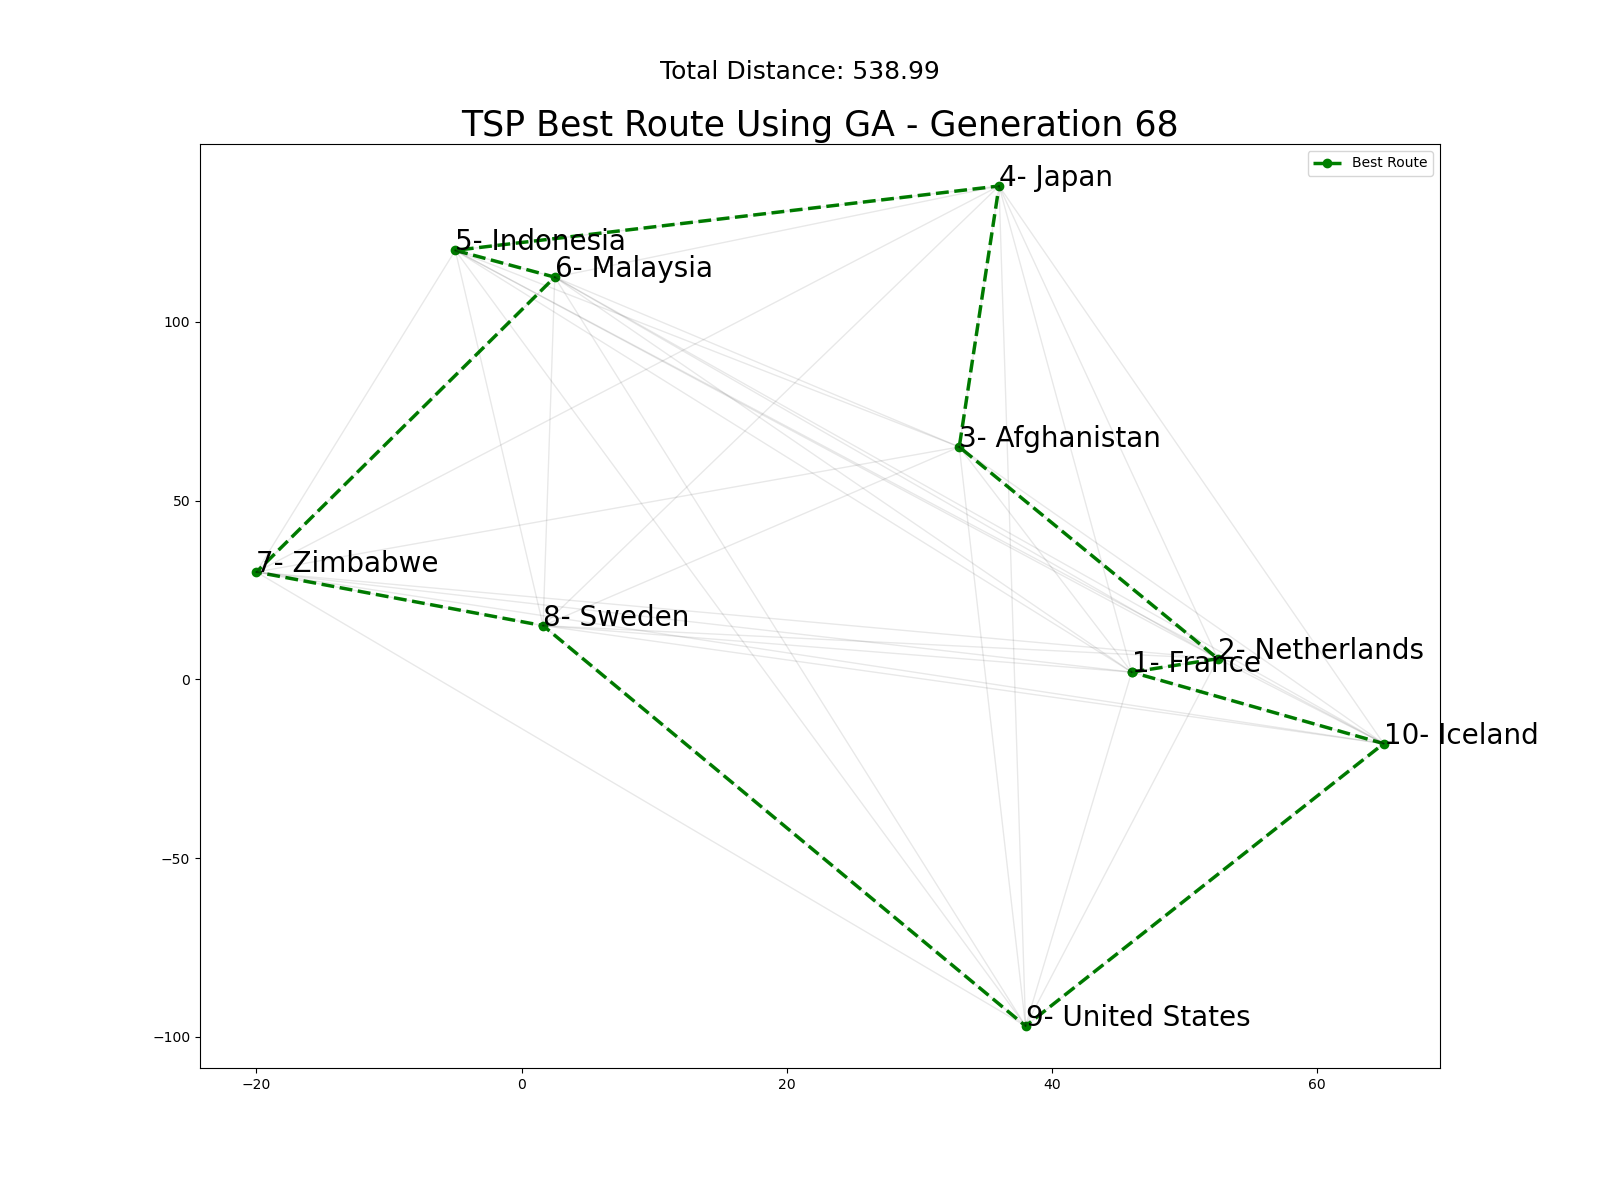 Total Distance: 538.99
TSP Best Route Using GA - Generation 68
Best Route
4- Japan
5- Indonesia
6- Malaysia
3- Afghanistan
7- Zimbabwe
8- Sweden
2- Netherlands
1- France
10- Iceland
9- United States
100
50
0
−50
−100
−20
0
20
40
60